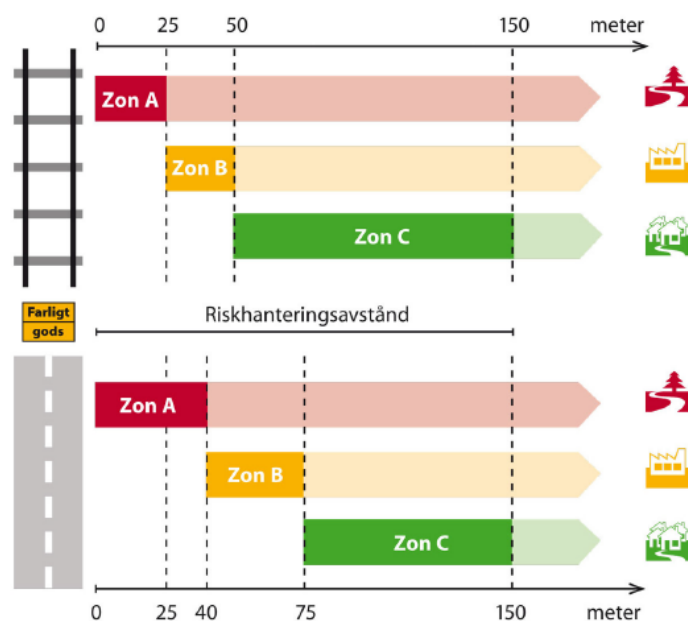 0 25 50 150 meter
Zon A
Zon B
Zon C
Farligt
gods
Riskhanteringsavstånd
Zon A
Zon B
Zon C
0 25 40 75 150 meter